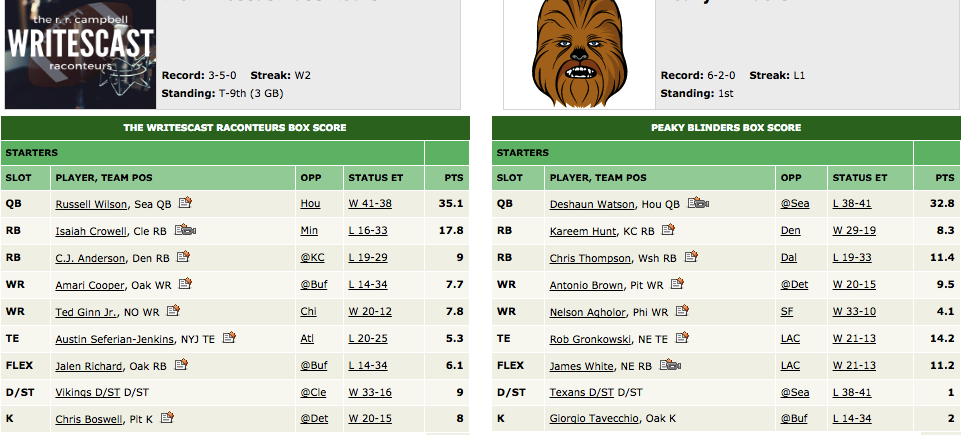 the r. r. campbell
WRITESCAST
raconteurs
Record: 3-5-0 Streak: W2
Standing: T-9th (3 GB)
Record: 6-2-0 Streak: L1
Standing: 1st
THE WRITESCAST RACONTEURS BOX SCORE
STARTERS
SLOT PLAYER, TEAM POS OPP STATUS ET PTS
QB Russell Wilson, Sea QB Hou W 41-38 35.1
RB Isaiah Crowell, Cle RB Min L 16-33 17.8
RB C.J. Anderson, Den RB @KC L 19-29 9
WR Amari Cooper, Oak WR @Buf L 14-34 7.7
WR Ted Ginn Jr., NO WR Chi W 20-12 7.8
TE Austin Seferian-Jenkins, NYJ TE Atl L 20-25 5.3
FLEX Jalen Richard, Oak RB @Buf L 14-34 6.1
D/ST Vikings D/ST D/ST @Cle W 33-16 9
K Chris Boswell, Pit K @Det W 20-15 8
PEAKY BLINDERS BOX SCORE
STARTERS
SLOT PLAYER, TEAM POS OPP STATUS ET PTS
QB Deshaun Watson, Hou QB @Sea L 38-41 32.8
RB Kareem Hunt, KC RB Den W 29-19 8.3
RB Chris Thompson, Wsh RB Dal L 19-33 11.4
WR Antonio Brown, Pit WR @Det W 20-15 9.5
WR Nelson Agholor, Phi WR SF W 33-10 4.1
TE Rob Gronkowski, NE TE LAC W 21-13 14.2
FLEX James White, NE RB LAC W 21-13 11.2
D/ST Texans D/ST D/ST @Sea L 38-41 1
K Giorgio Tavecchio, Oak K @Buf L 14-34 2